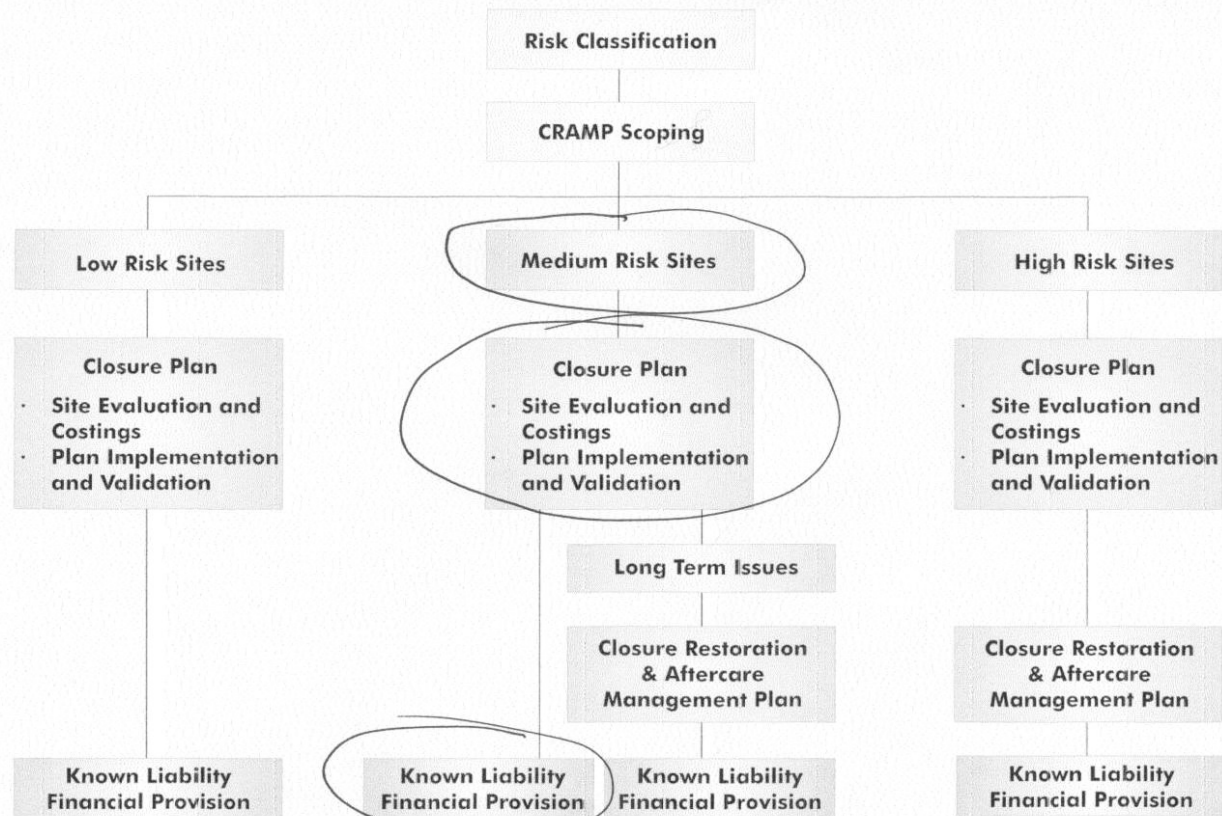 Risk Classification
CRAMP Scoping
Low Risk Sites
Medium Risk Sites
High Risk Sites
Closure Plan
· Site Evaluation and
Costings
· Plan Implementation
and Validation
Closure Plan
· Site Evaluation and
Costings
· Plan Implementation
and Validation
Closure Plan
· Site Evaluation and
Costings
· Plan Implementation
and Validation
Long Term Issues
Closure Restoration
& Aftercare
Management Plan
Closure Restoration
& Aftercare
Management Plan
Known Liability
Financial Provision
Known Liability
Financial Provision
Known Liability
Financial Provision
Known Liability
Financial Provision